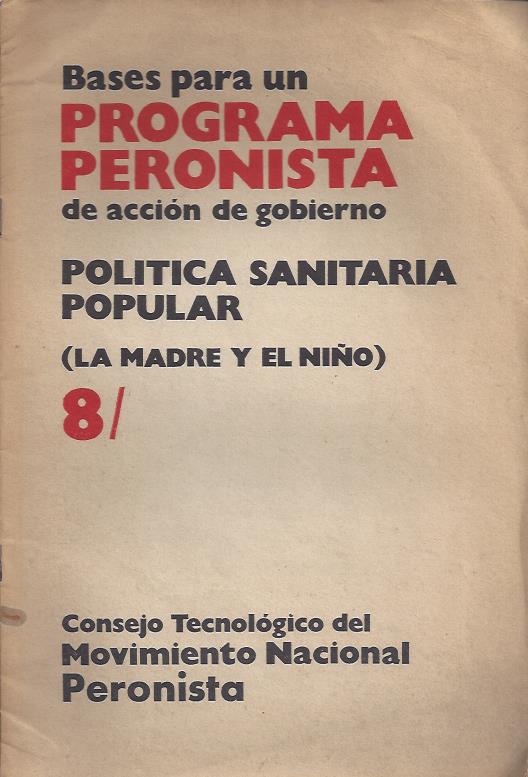 Bases para un
PROGRAMA
PERONISTA
de acción de gobierno
POLITICA SANITARIA
POPULAR
(LA MADRE Y EL NIÑO)
8/
Consejo Tecnológico del
Movimiento Nacional
Peronista